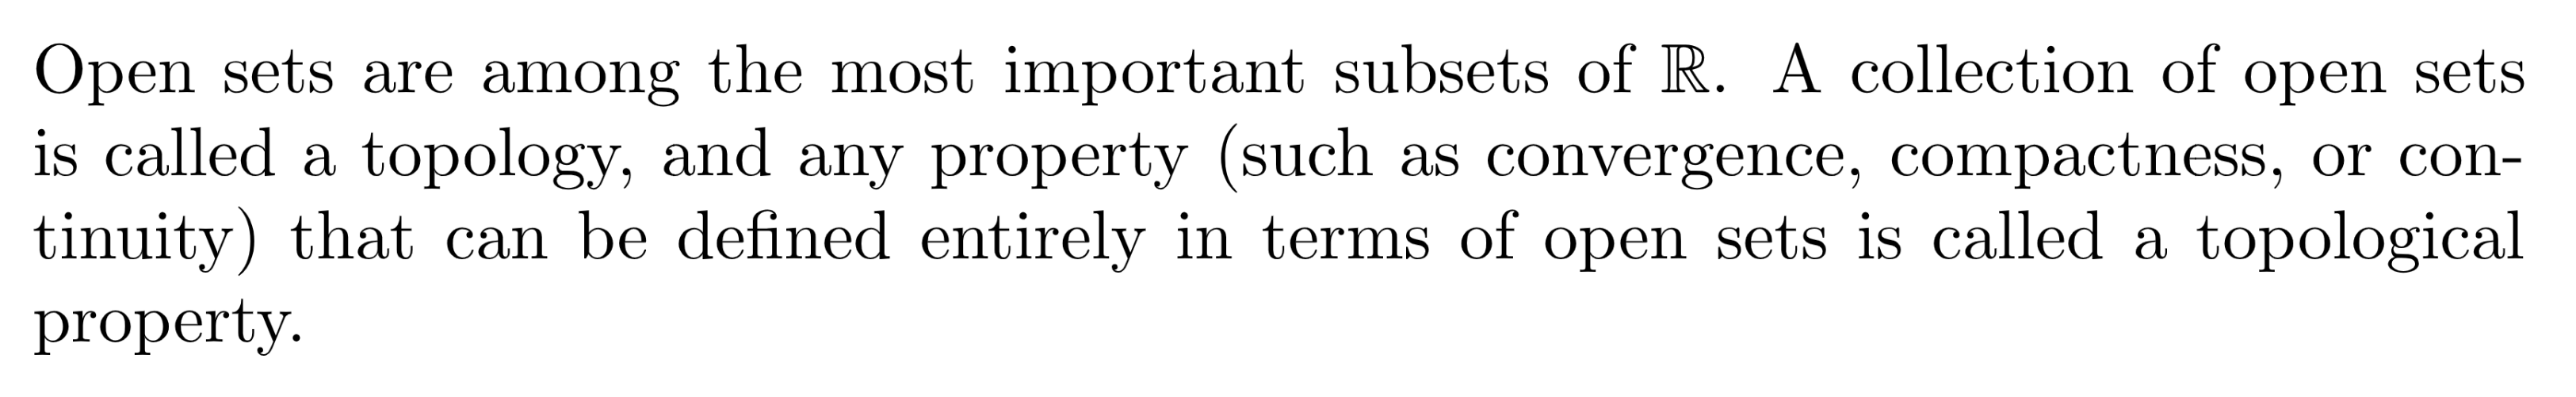 Open sets are among the most important subsets of ℝ. A collection of open sets
is called a topology, and any property (such as convergence, compactness, or con-
tinuity) that can be defined entirely in terms of open sets is called a topological
property.